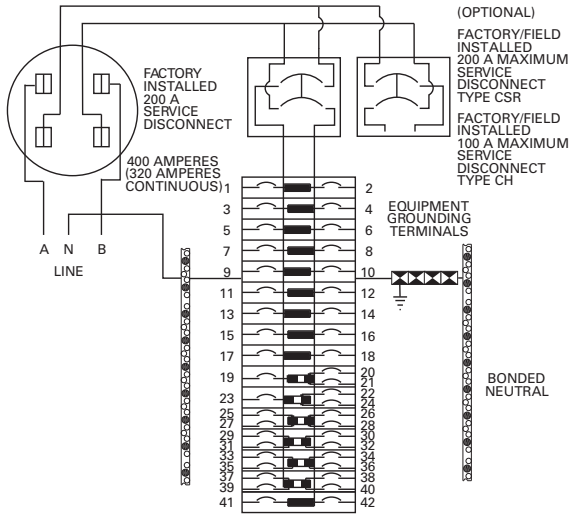 (OPTIONAL)
FACTORY/FIELD
INSTALLED
200 A MAXIMUM
SERVICE
DISCONNECT
TYPE CSR
FACTORY/FIELD
INSTALLED
100 A MAXIMUM
SERVICE
DISCONNECT
TYPE CH
FACTORY
INSTALLED
200 A
SERVICE
DISCONNECT
400 AMPERES
(320 AMPERES
CONTINUOUS)
A N B
LINE
EQUIPMENT
GROUNDING
TERMINALS
BONDED
NEUTRAL
1 2
3 4
5 6
7 8
9 10
11 12
13 14
15 16
17 18
19 20
21
22
23 24
25 26
27 28
29 30
31 32
33 34
35 36
37 38
39 40
41 42